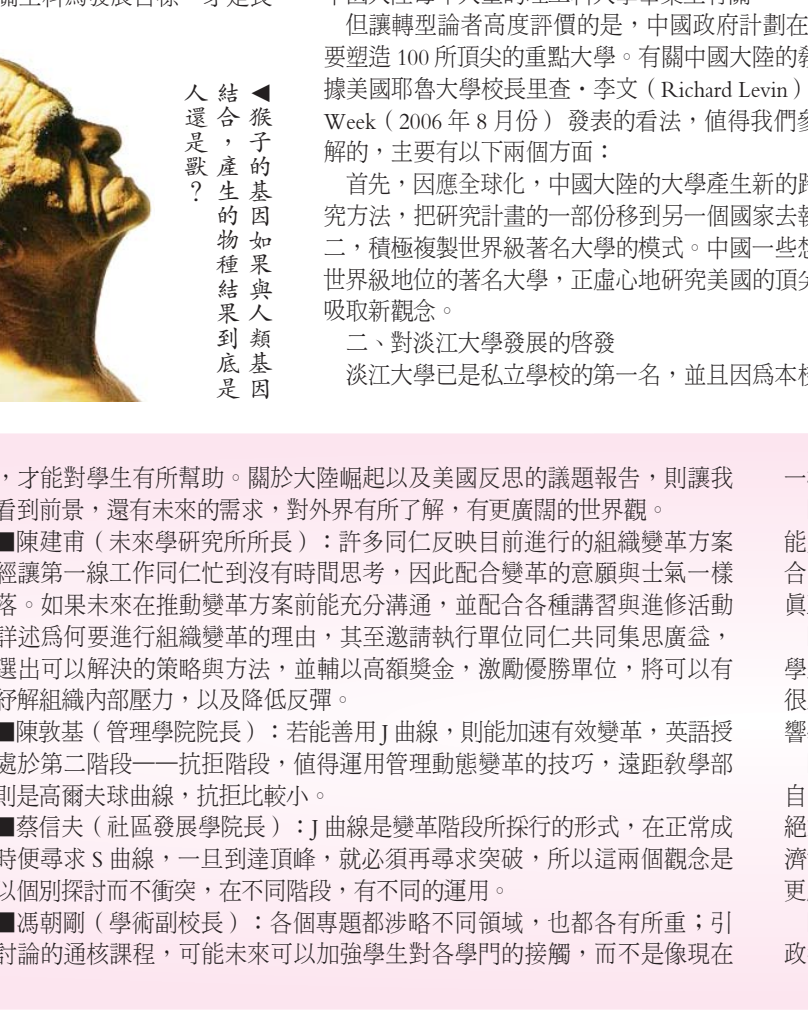 ◀猴子的基因如果與人類基因
結合，產生的物種結果到底是
人還是獸？
但讓轉型論者高度評價的是，中國政府計劃在
要塑造 100 所頂尖的重點大學。有關中國大陸的教
據美國耶魯大學校長里查・李文（Richard Levin）
Week（2006 年 8 月份） 發表的看法，值得我們參
解的，主要有以下兩個方面：
首先，因應全球化，中國大陸的大學產生新的跨
究方法，把研究計畫的一部份移到另一個國家去執
二，積極複製世界級著名大學的模式。中國一些想
世界級地位的著名大學，正虛心地研究美國的頂尖
吸取新觀念。
二、對淡江大學發展的啓發
淡江大學已是私立學校的第一名，並且因爲本校
，才能對學生有所幫助。關於大陸崛起以及美國反思的議題報告，則讓我
看到前景，還有未來的需求，對外界有所了解，有更廣闊的世界觀。
■陳建甫（未來學研究所所長）：許多同仁反映目前進行的組織變革方案
經讓第一線工作同仁忙到沒有時間思考，因此配合變革的意願與士氣一樣
落。如果未來在推動變革方案前能充分溝通，並配合各種講習與進修活動
詳述爲何要進行組織變革的理由，其至邀請執行單位同仁共同集思廣益，
選出可以解決的策略與方法，並輔以高額獎金，激勵優勝單位，將可以有
紓解組織內部壓力，以及降低反彈。
■陳敦基（管理學院院長）：若能善用 J 曲線，則能加速有效變革，英語授
處於第二階段——抗拒階段，值得運用管理動態變革的技巧，遠距教學部
則是高爾夫球曲線，抗拒比較小。
■蔡信夫（社區發展學院長）：J 曲線是變革階段所採行的形式，在正常成
時便尋求 S 曲線，一旦到達頂峰，就必須再尋求突破，所以這兩個觀念是
以個別探討而不衝突，在不同階段，有不同的運用。
■馮朝剛（學術副校長）：各個專題都涉略不同領域，也都各有所重；引
討論的通核課程，可能未來可以加強學生對各學門的接觸，而不是像現在
一
能
合
眞
學
很
響
自
絕
濟
更
政